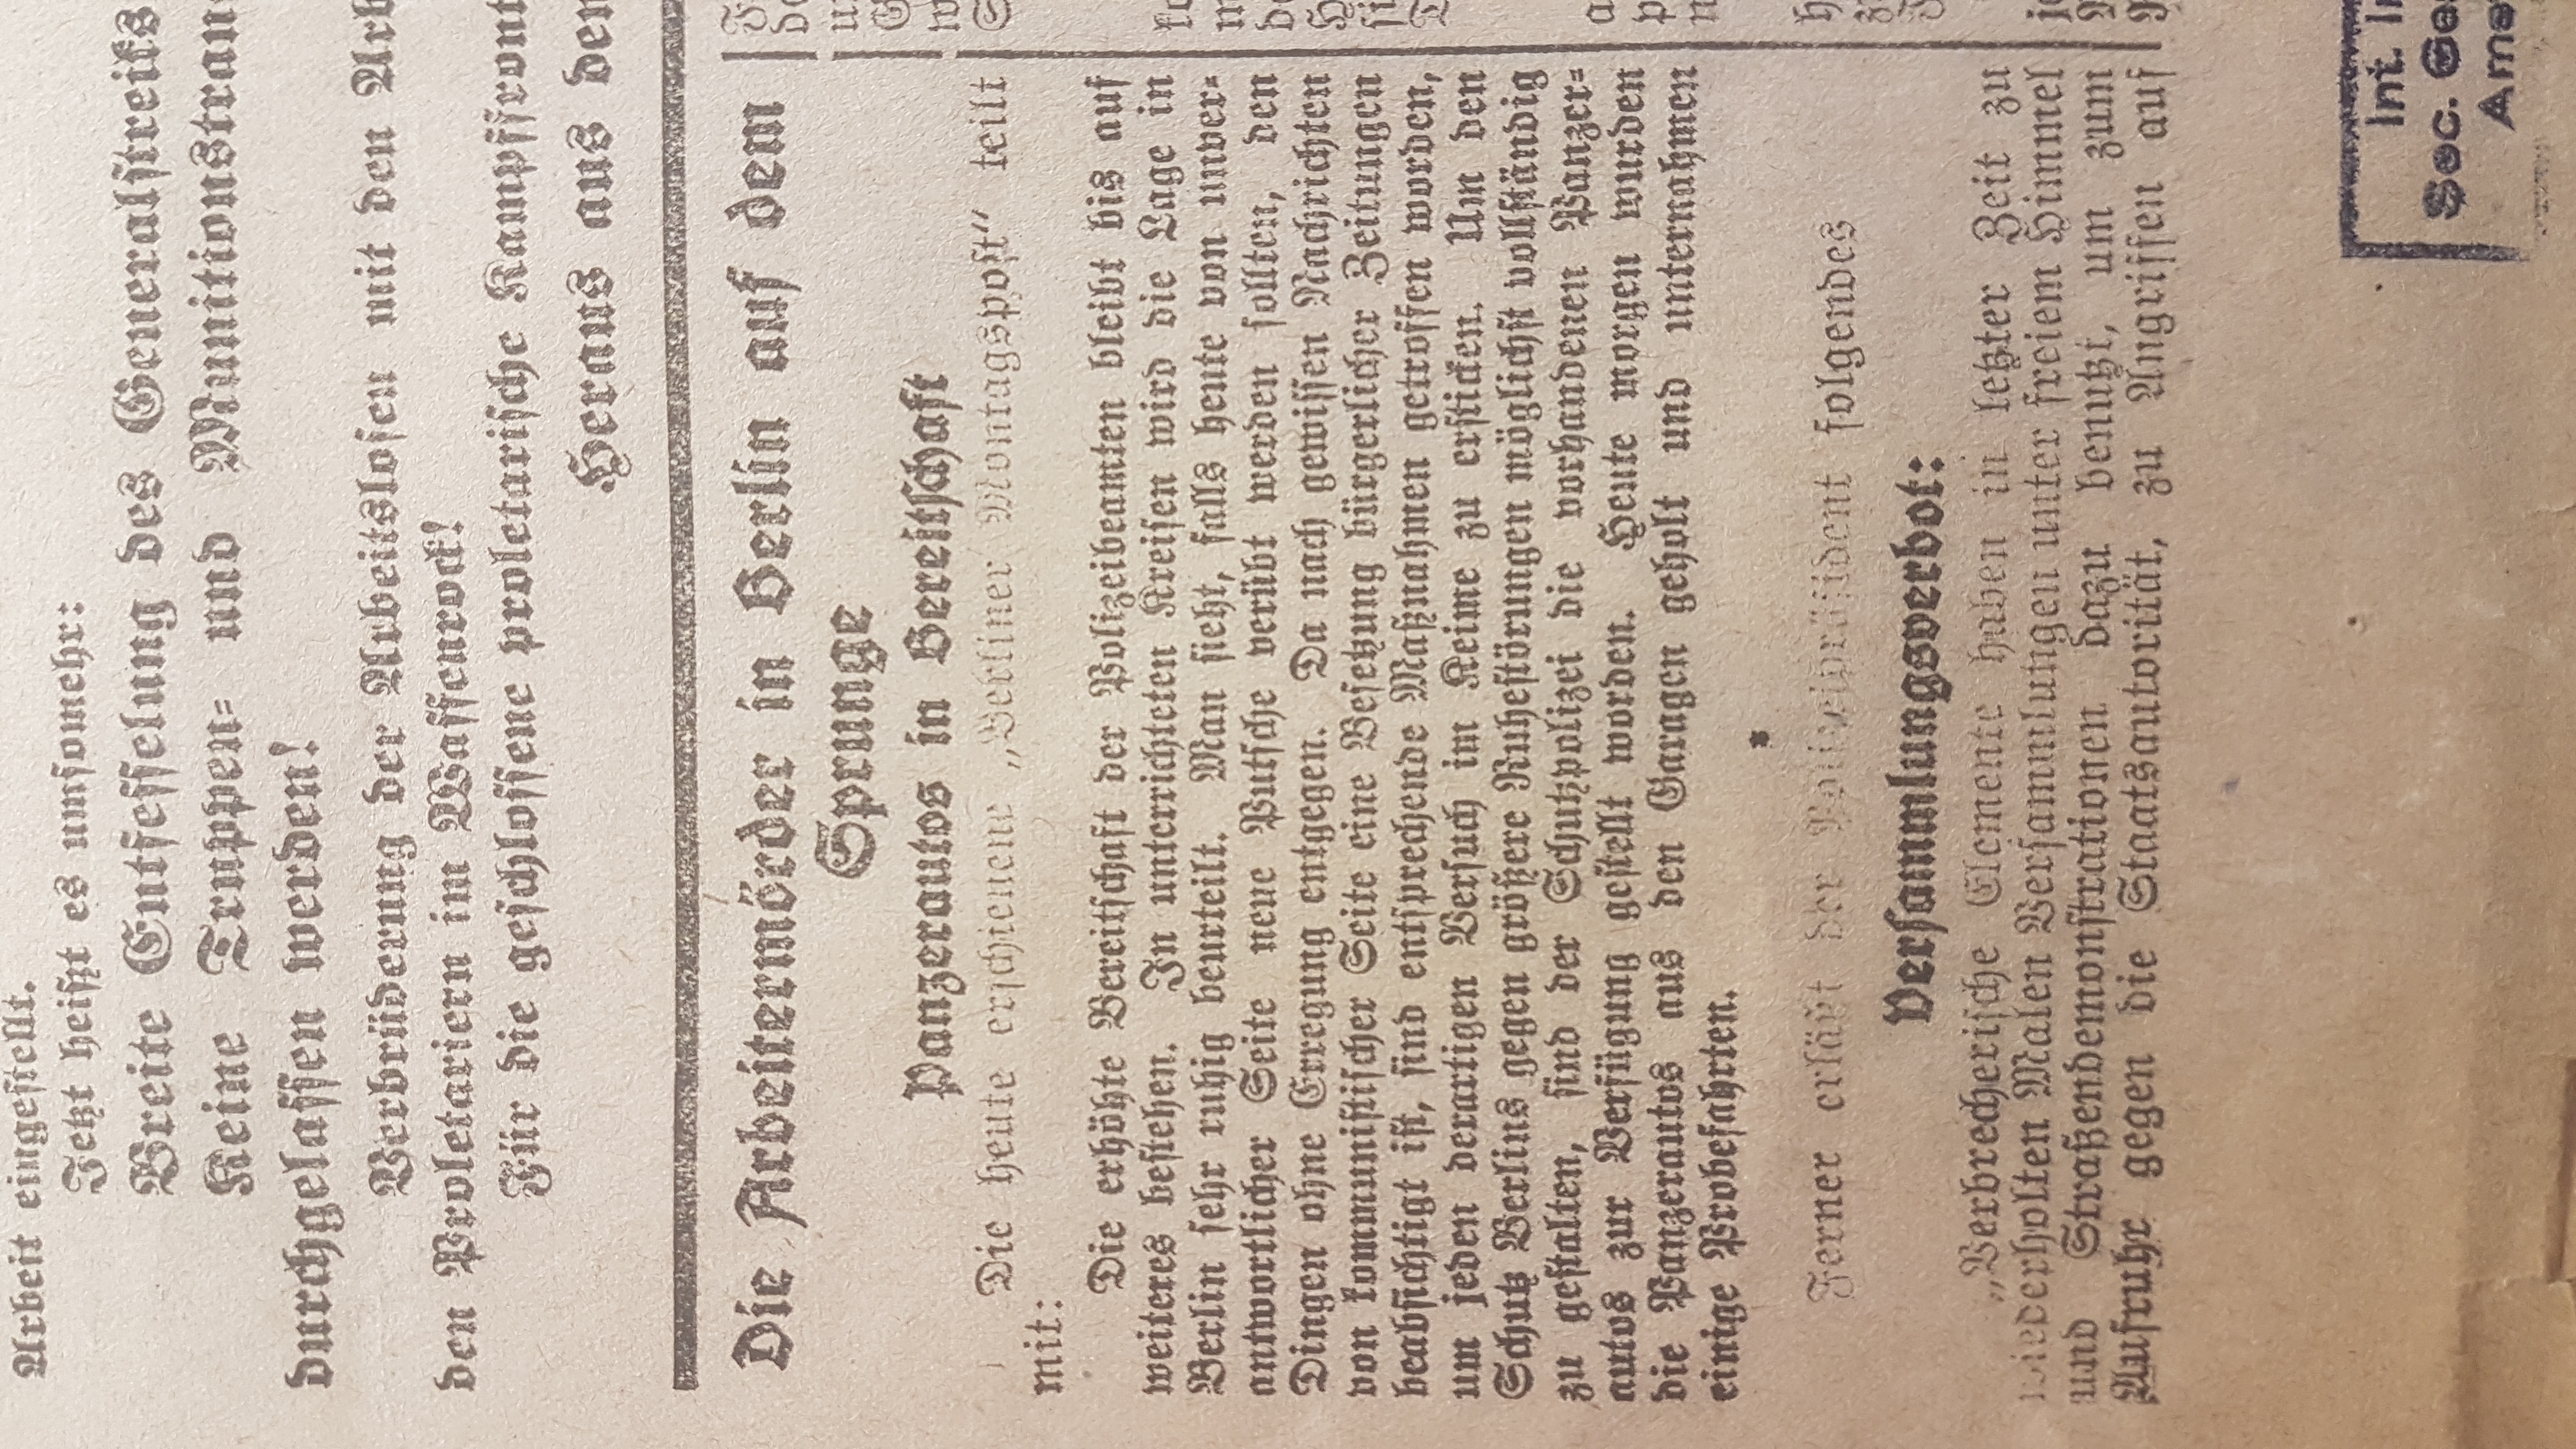 Arbeit eingestellt.
Jetzt heißt es umsomehr:
Breite Entfesselung des Generalstreiks
Keine Truppen- und Munitionstran
durchgelassen werden!
Verbrüderung der Arbeitslosen mit den Arb
den Proletariern im Waffenrock!
Für die geschlossene proletarische Kampffront
Heraus aus den
Die Arbeitermörder in Berlin auf dem
Sprunge
Panzerautos in Bereitschaft
Die heute erschienene „Berliner Montagspost“ teilt
mit:
Die erhöhte Bereitschaft der Polizeibeamten bleibt bis auf
weiteres bestehen. In unterrichteten Kreisen wird die Lage in
Berlin sehr ruhig beurteilt. Man sieht, falls heute von unver-
antwortlicher Seite neue Putsche verübt werden sollten, den
Dingen ohne Erregung entgegen. Da nach gewissen Nachrichten
von kommunistischer Seite eine Besetzung bürgerlicher Zeitungen
beabsichtigt ist, sind entsprechende Maßnahmen getroffen worden,
um jeden derartigen Versuch im Keime zu ersticken. Um den
Schutz Berlins gegen größere Ruhestörungen möglichst vollständig
zu gestalten, sind der Schutzpolizei die vorhandenen Panzer-
autos zur Verfügung gestellt worden. Heute morgen wurden
die Panzerautos aus den Garagen geholt und unternahmen
einige Probefahrten.
*
Ferner erläßt der Polizeipräsident folgendes
Versammlungsverbot:
„Verbrecherische Elemente haben in letzter Zeit zu
wiederholten Malen Versammlungen unter freiem Himmel
und Straßendemonstrationen dazu benutzt, um zum
Aufruhr gegen die Staatsautorität, zu Angriffen auf
Int. In
Soc. Ges
Amst